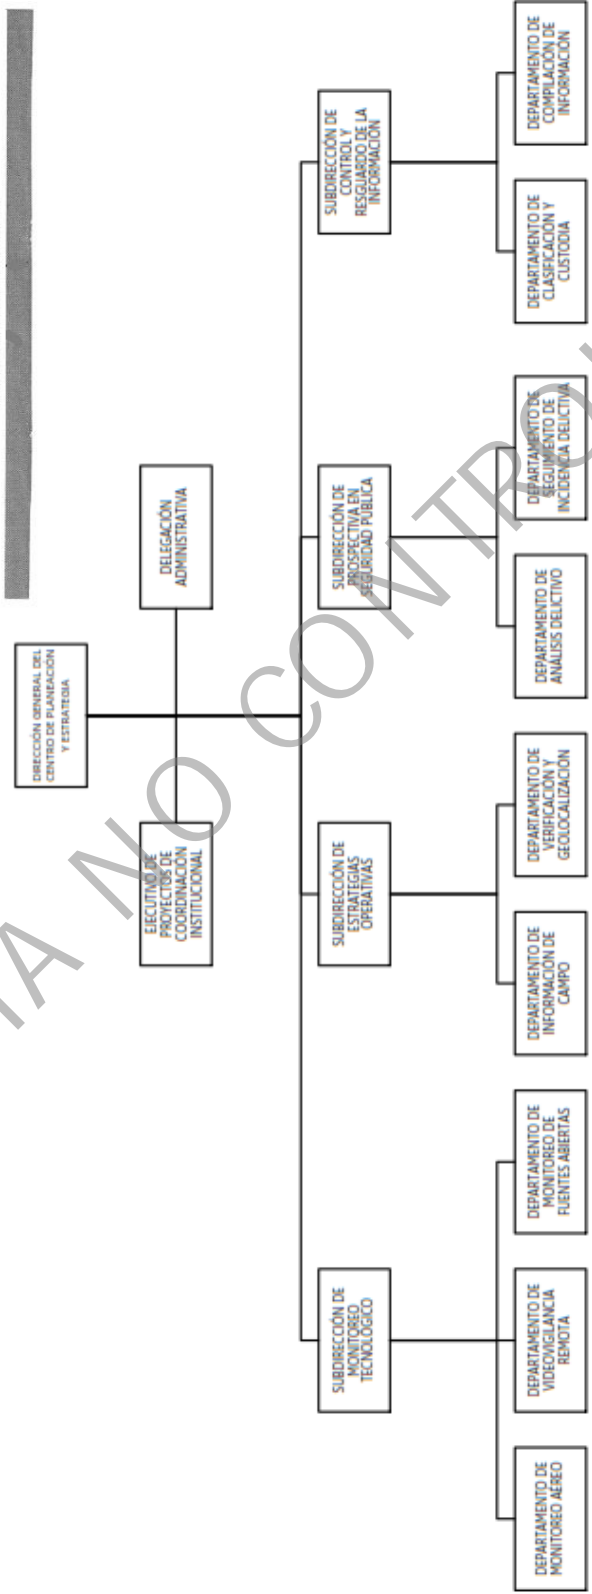 DIRECCIÓN GENERAL DEL
CENTRO DE PLANEACIÓN
Y ESTRATEGIA
EJECUTIVO DE
PROYECTOS DE
COORDINACIÓN
INSTITUCIONAL
DELEGACIÓN
ADMINISTRATIVA
SUBDIRECCIÓN DE
MONITOREO
TECNOLÓGICO
SUBDIRECCIÓN DE
ESTRATEGIAS
OPERATIVAS
SUBDIRECCIÓN DE
PROSPECTIVA EN
SEGURIDAD PÚBLICA
SUBDIRECCIÓN DE
CONTROL Y
RESGUARDO DE LA
INFORMACIÓN
DEPARTAMENTO DE
MONITOREO AÉREO
DEPARTAMENTO DE
VIDEOVIGILANCIA
REMOTA
DEPARTAMENTO DE
MONITOREO DE
FUENTES ABIERTAS
DEPARTAMENTO DE
INFORMACIÓN DE
CAMPO
DEPARTAMENTO DE
VERIFICACIÓN Y
GEOLOCALIZACIÓN
DEPARTAMENTO DE
ANÁLISIS DELICTIVO
DEPARTAMENTO DE
SEGUIMIENTO DE
INCIDENCIA DELICTIVA
DEPARTAMENTO DE
CLASIFICACIÓN Y
CUSTODIA
DEPARTAMENTO DE
COMPILACIÓN DE
INFORMACIÓN
NO